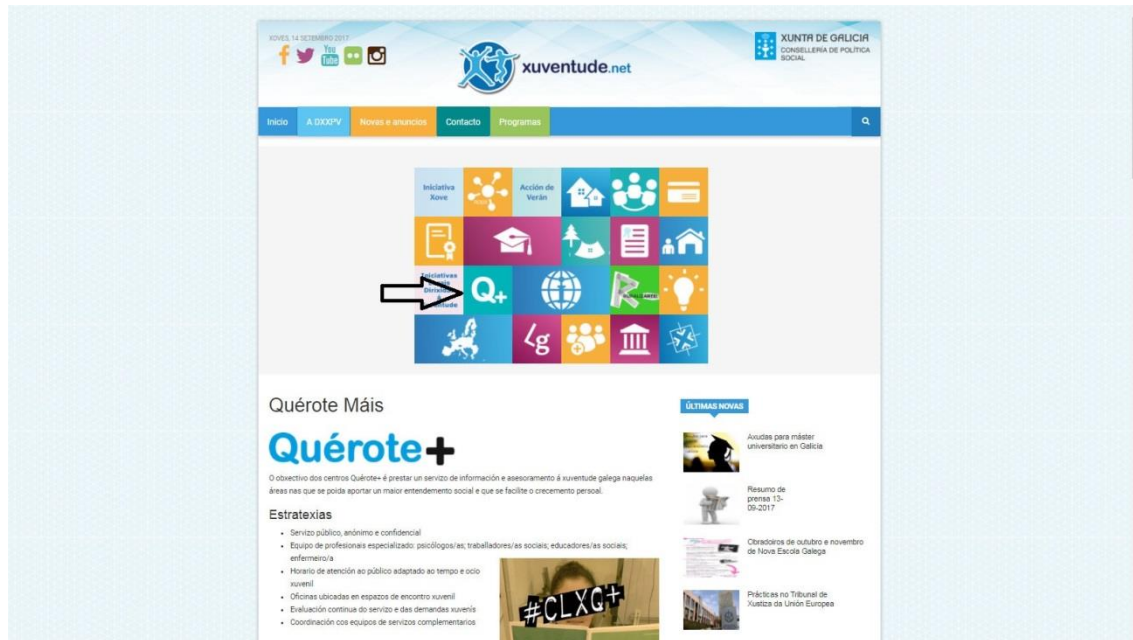 XOVES, 14 SETEMBRO 2017
You
Tube
xuventude.net
XUNTA DE GALICIA
CONSELLERÍA DE POLÍTICA
SOCIAL
Inicio A DXXPV Novas e anuncios Contacto Programas
Iniciativa
Xove
Acción de
Verán
Iniciativas
Q+
Lg
Quérote Máis
Quérote+
O obxectivo dos centros Quérote+ é prestar un servizo de información e asesoramento á xuventude galega naquelas
áreas nas que se poida aportar un maior entendemento social e que se facilite o crecemento persoal.
Estratexias
Servizo público, anónimo e confidencial
Equipo de profesionais especializado: psicólogos/as; traballadores/as sociais; educadores/as sociais;
enfermeiro/a
Horario de atención ao público adaptado ao tempo e ocio
xuvenil
Oficinas ubicadas en espazos de encontro xuvenil
Evaluación continua do servizo e das demandas xuvenís
Coordinación cos equipos de servizos complementarios
#CLXQ+
ÚLTIMAS NOVAS
Axudas para máster
universitario en Galicia
Resumo de
prensa 13-
09-2017
Obradoiros de outubro e novembro
de Nova Escola Galega
Prácticas no Tribunal de
Xustiza da Unión Europea